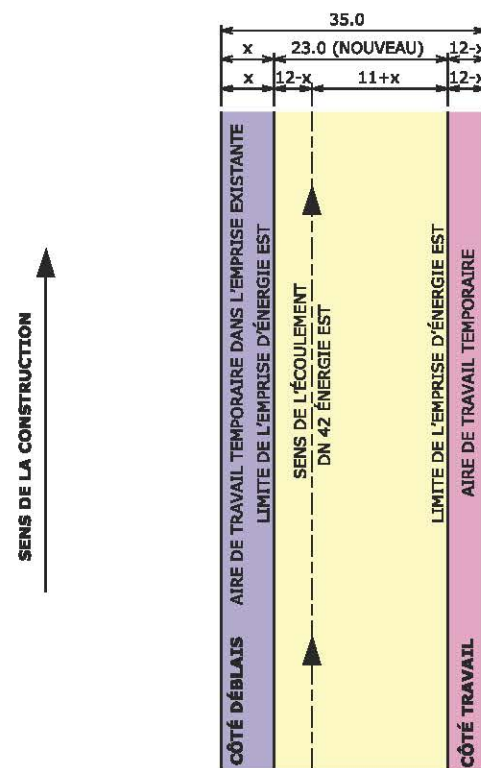 35.0
x 23.0 (NOUVEAU) 12-x
x 12-x 11+x 12-x
SENS DE LA CONSTRUCTION
CÔTÉ DÉBLAIS AIRE DE TRAVAIL TEMPORAIRE DANS L'EMPRISE EXISTANTE
LIMITE DE L'EMPRISE D'ÉNERGIE EST
SENS DE L'ÉCOULEMENT
DN 42 ÉNERGIE EST
LIMITE DE L'EMPRISE D'ÉNERGIE EST
CÔTÉ TRAVAIL AIRE DE TRAVAIL TEMPORAIRE